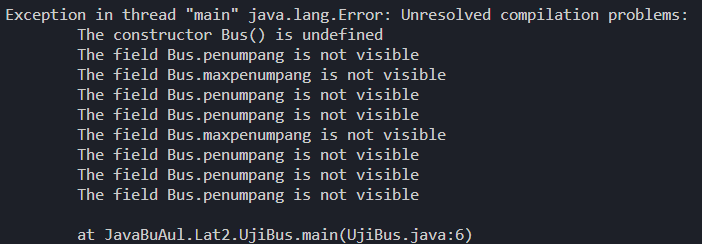 Exception in thread "main" java.lang.Error: Unresolved compilation problems:
The constructor Bus() is undefined
The field Bus.penumpang is not visible
The field Bus.maxpenumpang is not visible
The field Bus.penumpang is not visible
The field Bus.penumpang is not visible
The field Bus.maxpenumpang is not visible
The field Bus.penumpang is not visible
The field Bus.penumpang is not visible
The field Bus.penumpang is not visible
at JavaBuAul.Lat2.UjiBus.main(UjiBus.java:6)